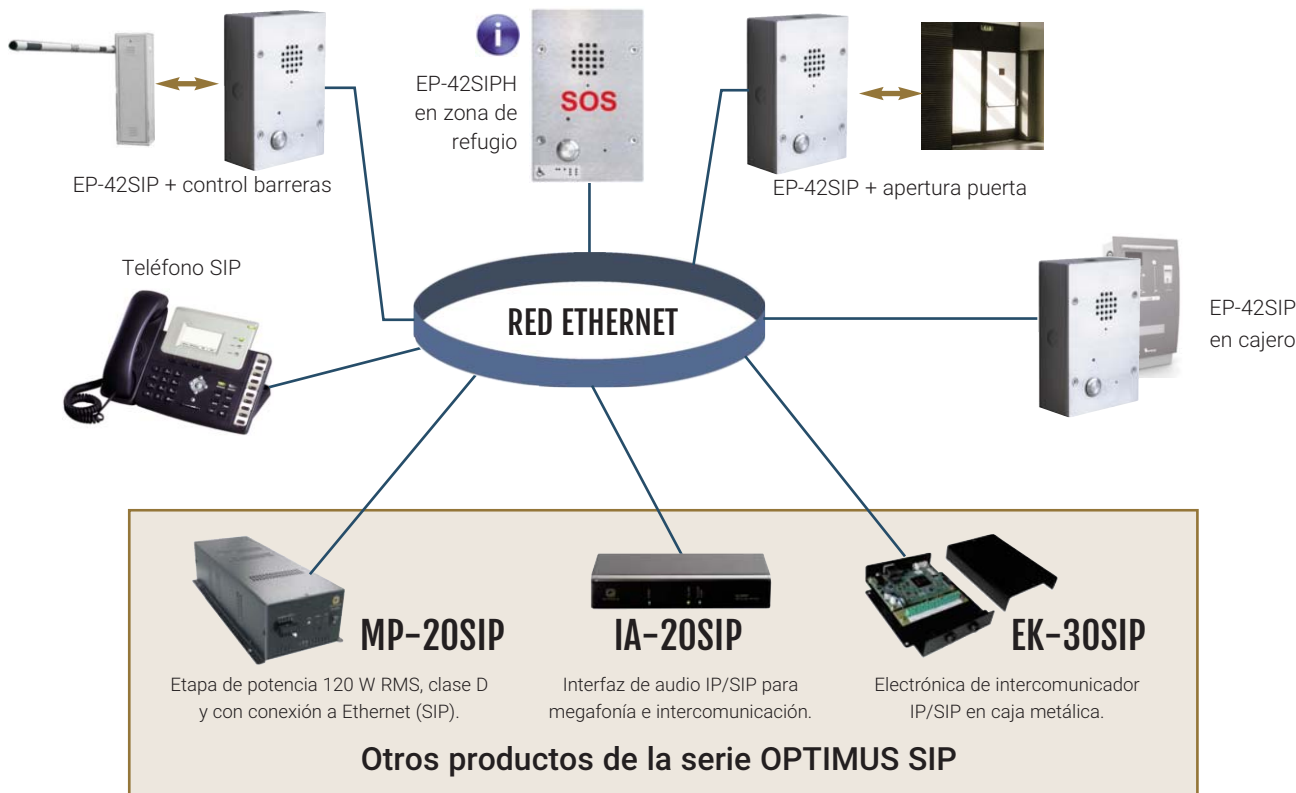 EP-42SIPH
en zona de
refugio
SOS
EP-42SIP + control barreras
EP-42SIP + apertura puerta
Teléfono SIP
RED ETHERNET
EP-42SIP
en cajero
MP-20SIP
Etapa de potencia 120 W RMS, clase D
y con conexión a Ethernet (SIP).
IA-20SIP
Interfaz de audio IP/SIP para
megafonía e intercomunicación.
EK-30SIP
Electrónica de intercomunicador
IP/SIP en caja metálica.
Otros productos de la serie OPTIMUS SIP